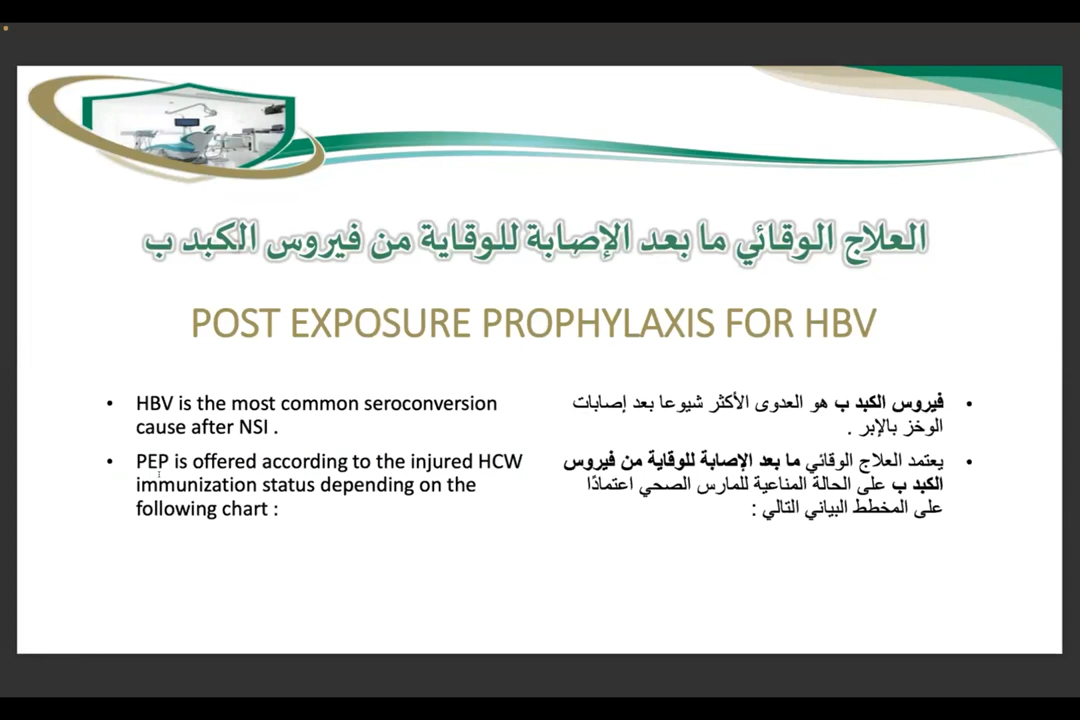 العلاج الوقائي ما بعد الإصابة للوقاية من فيروس الكبد ب
POST EXPOSURE PROPHYLAXIS FOR HBV
• HBV is the most common seroconversion
cause after NSI .
• PEP is offered according to the injured HCW
immunization status depending on the
following chart :
• فيروس الكبد ب هو العدوى الأكثر شيوعا بعد إصابات
الوخز بالإبر .
• يعتمد العلاج الوقائي ما بعد الإصابة للوقاية من فيروس
الكبد ب على الحالة المناعية للمارس الصحي اعتمادًا
على المخطط البياني التالي :